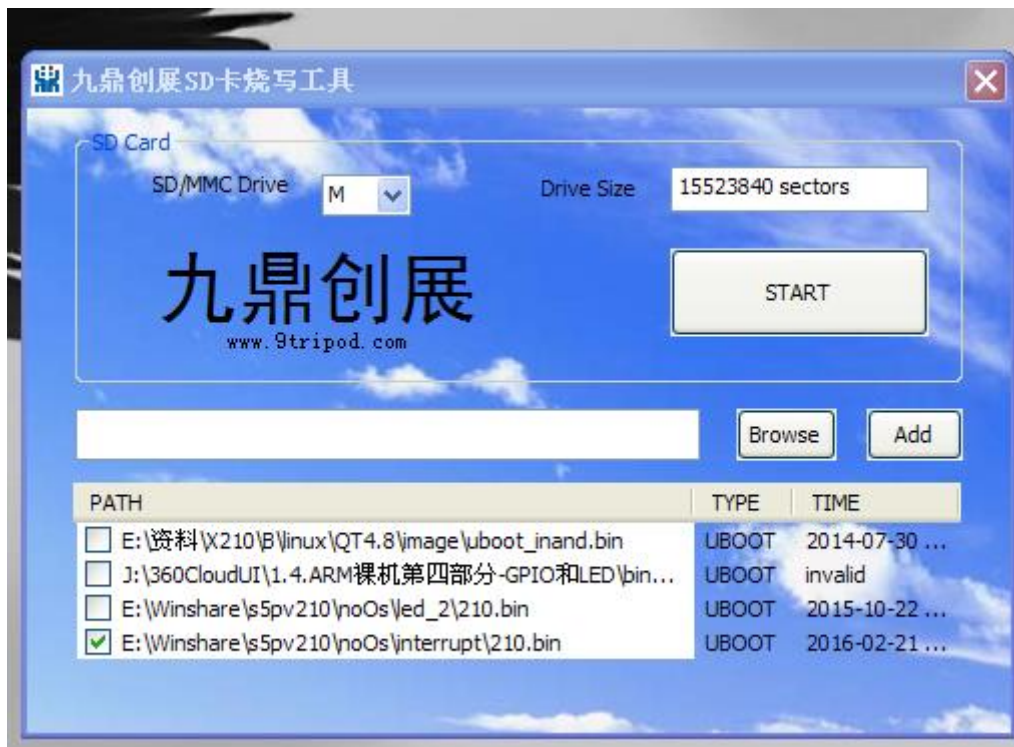 九鼎创展SD卡烧写工具
SD Card
SD/MMC Drive M Drive Size 15523840 sectors
九鼎创展
www.9tripod.com
START
Browse Add
PATH TYPE TIME
E:\资料\X210\B\linux\QT4.8\image\uboot_inand.bin UBOOT 2014-07-30 ...
J:\360CloudUI\1.4.ARM裸机第四部分-GPIO和LED\bin... UBOOT invalid
E:\Winshare\s5pv210\noOs\led_2\210.bin UBOOT 2015-10-22 ...
E:\Winshare\s5pv210\noOs\interrupt\210.bin UBOOT 2016-02-21 ...